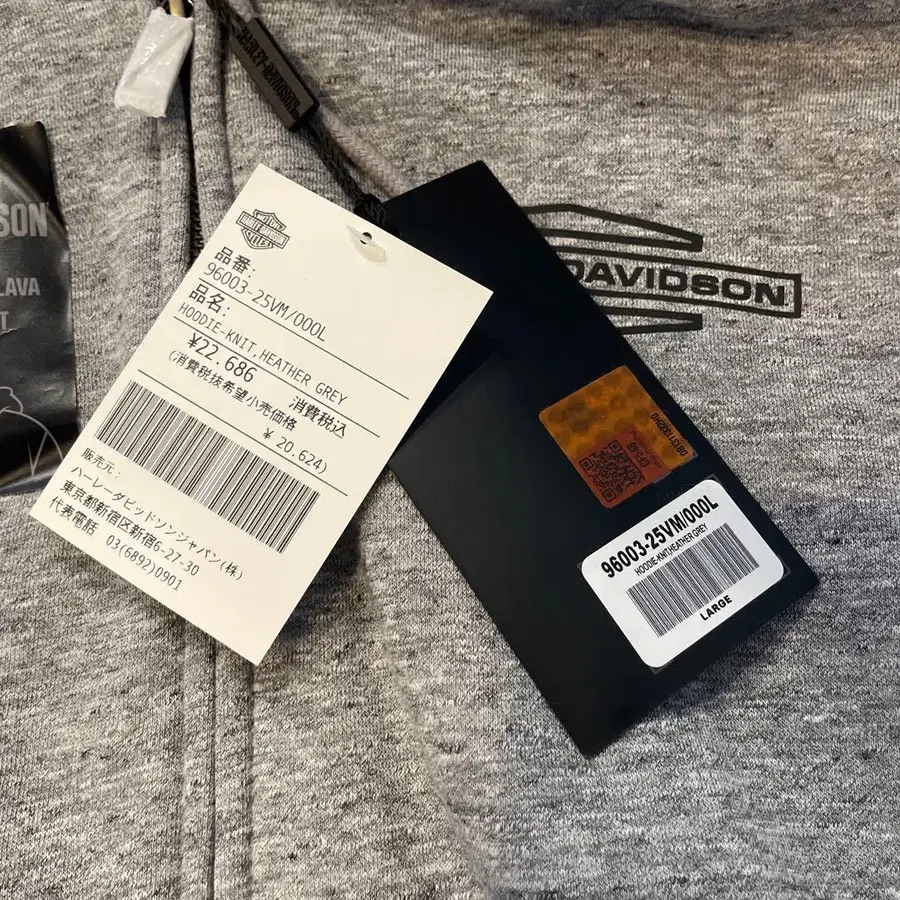 HARLEY-DAVIDSON
SON
LAVA
T
品番:
96003-25VM/000L
品名:
HOODIE-KNIT,HEATHER GREY
¥22.686 消費税込
(消費税抜希望小売価格
¥ 20.624)
販売元:
ハーレーダビッドソンジャパン(株)
東京都新宿区新宿6-27-30
代表電話 03(6892)0901
DAVIDSON
96003-25VM/000L
HOODIE-KNIT,HEATHER GREY
LARGE